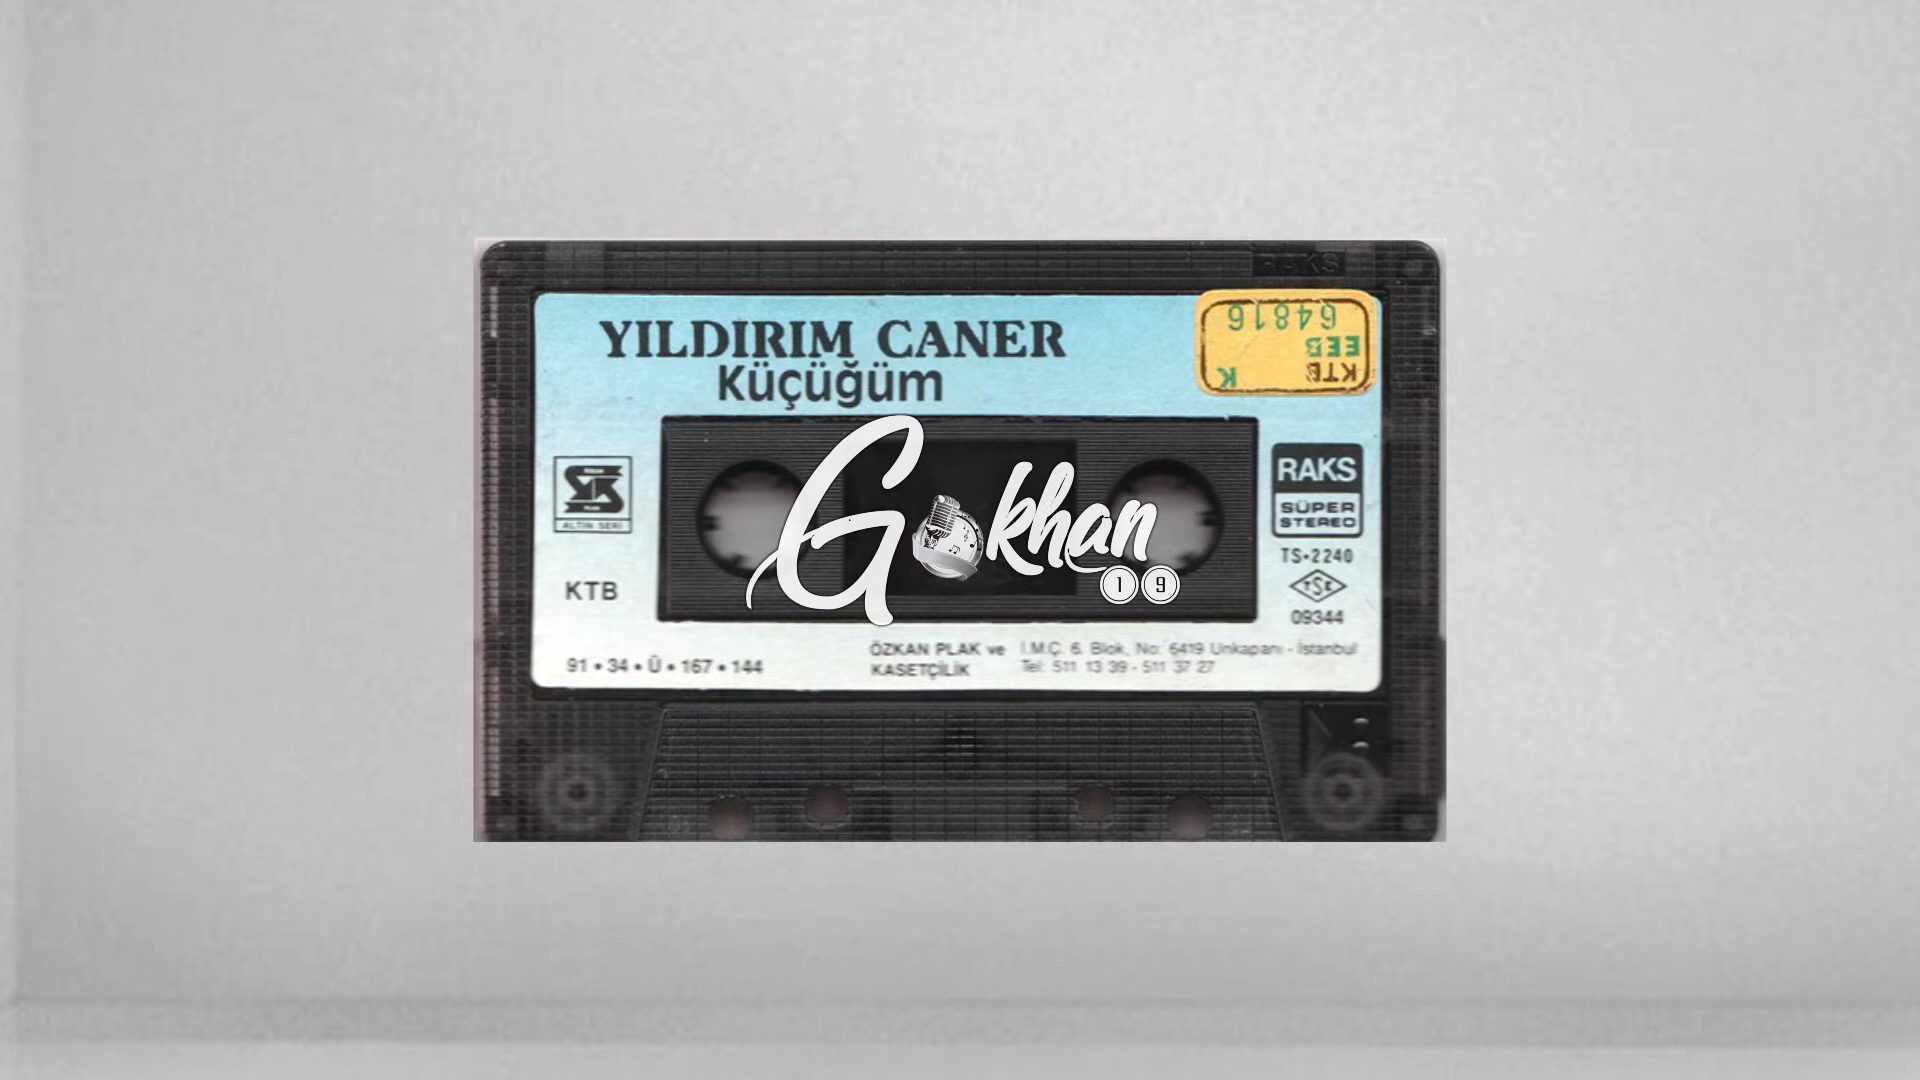 RAKS
YILDIRIM CANER
Küçüğüm
64816
EEB
KTB
K
Gökhan
19
ALTIN SERİ
KTB
RAKS
SÜPER
STEREO
TS•2240
TSE
09344
91 • 34 • Ü • 167 • 144
ÖZKAN PLAK ve
KASETÇİLİK
İ.M.Ç. 6. Blok, No: 6419 Unkapanı - İstanbul
Tel: 511 13 39 - 511 37 27